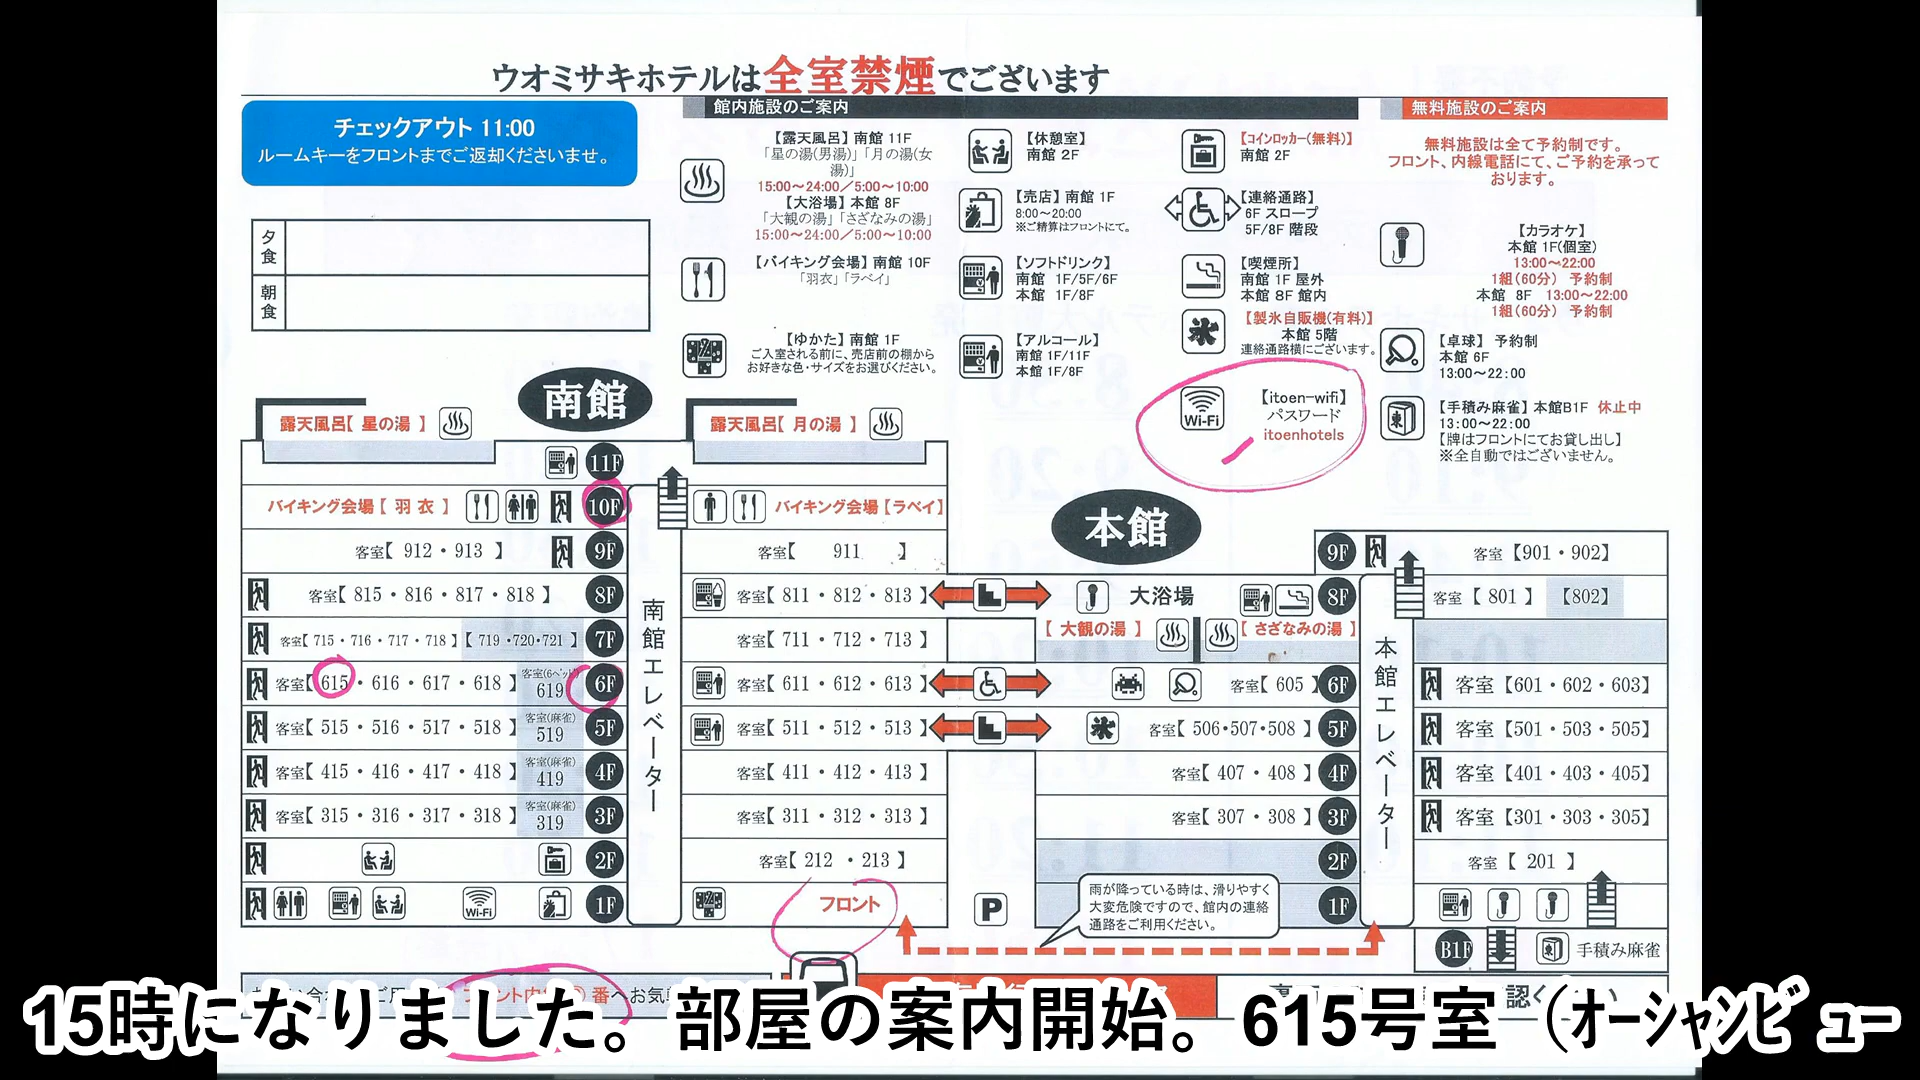 ウオミサキホテルは全室禁煙でございます
チェックアウト 11:00
ルームキーをフロントまでご返却くださいませ。
夕食
朝食
館内施設のご案内
【露天風呂】南館 11F
「星の湯(男湯)」「月の湯(女
湯)」
15:00～24:00／5:00～10:00
【大浴場】本館 8F
「大観の湯」「さざなみの湯」
15:00～24:00／5:00～10:00
【バイキング会場】南館 10F
「羽衣」「ラベイ」
【ゆかた】南館 1F
ご入室される前に、売店前の棚から
お好きな色・サイズをお選びください。
【休憩室】
南館 2F
【売店】南館 1F
8:00～20:00
※ご精算はフロントにて。
【ソフトドリンク】
南館 1F/5F/6F
本館 1F/8F
【アルコール】
南館 1F/11F
本館 1F/8F
【コインロッカー(無料)】
南館 2F
【連絡通路】
6F スロープ
5F/8F 階段
【喫煙所】
南館 1F 屋外
本館 8F 館内
【製氷自販機(有料)】
本館 5階
連絡通路横にございます。
Wi-Fi
【itoen-wifi】
パスワード
itoenhotels
無料施設のご案内
無料施設は全て予約制です。
フロント、内線電話にて、ご予約を承って
おります。
【カラオケ】
本館 1F(個室)
13:00～22:00
1組(60分) 予約制
本館 8F 13:00～22:00
1組(60分) 予約制
【卓球】 予約制
本館 6F
13:00～22:00
東
【手積み麻雀】本館B1F 休止中
13:00～22:00
【牌はフロントにてお貸し出し】
※全自動ではございません。
南館
露天風呂【 星の湯 】
露天風呂【 月の湯 】
11F
バイキング会場【 羽衣 】 10F バイキング会場【ラベイ】
客室【 912・913 】 9F 客室【 911 】
客室【 815・816・817・818 】 8F 客室【 811・812・813 】
客室【 715・716・717・718 】【 719・720・721 】 7F 客室【 711・712・713 】
客室【 615・616・617・618 】 客室(6ベッド) 619 6F 客室【 611・612・613 】
客室【 515・516・517・518 】 客室(麻雀) 519 5F 客室【 511・512・513 】
客室【 415・416・417・418 】 客室(麻雀) 419 4F 客室【 411・412・413 】
客室【 315・316・317・318 】 客室(麻雀) 319 3F 客室【 311・312・313 】
2F 客室【 212 ・213 】
Wi-Fi 1F フロント
南館エレベーター
本館
9F 客室【901・902】
大浴場 8F 客室【 801 】 【802】
【 大観の湯 】 【 さざなみの湯 】
客室【 605 】 6F 客室【601・602・603】
氷 客室【 506・507・508 】 5F 客室【501・503・505】
客室【 407・408 】 4F 客室【401・403・405】
客室【 307・308 】 3F 客室【301・303・305】
2F 客室【 201 】
P 1F
本館エレベーター
雨が降っている時は、滑りやすく
大変危険ですので、館内の連絡
通路をご利用ください。
B1F 東 手積み麻雀
番へお気
15時になりました。部屋の案内開始。615号室（ｵｰｼｬﾝﾋﾞｭｰ